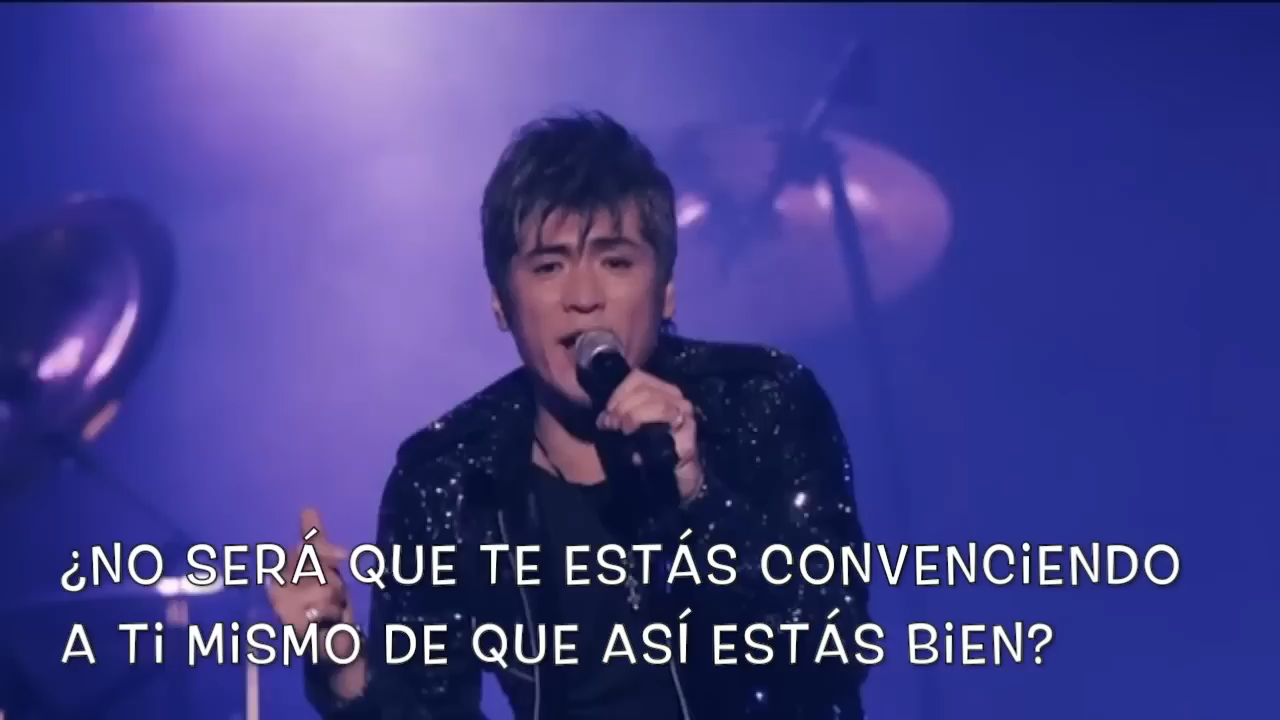 ¿NO SERÁ QUE TE ESTÁS CONVENCIENDO
A TI MISMO DE QUE ASÍ ESTÁS BIEN?